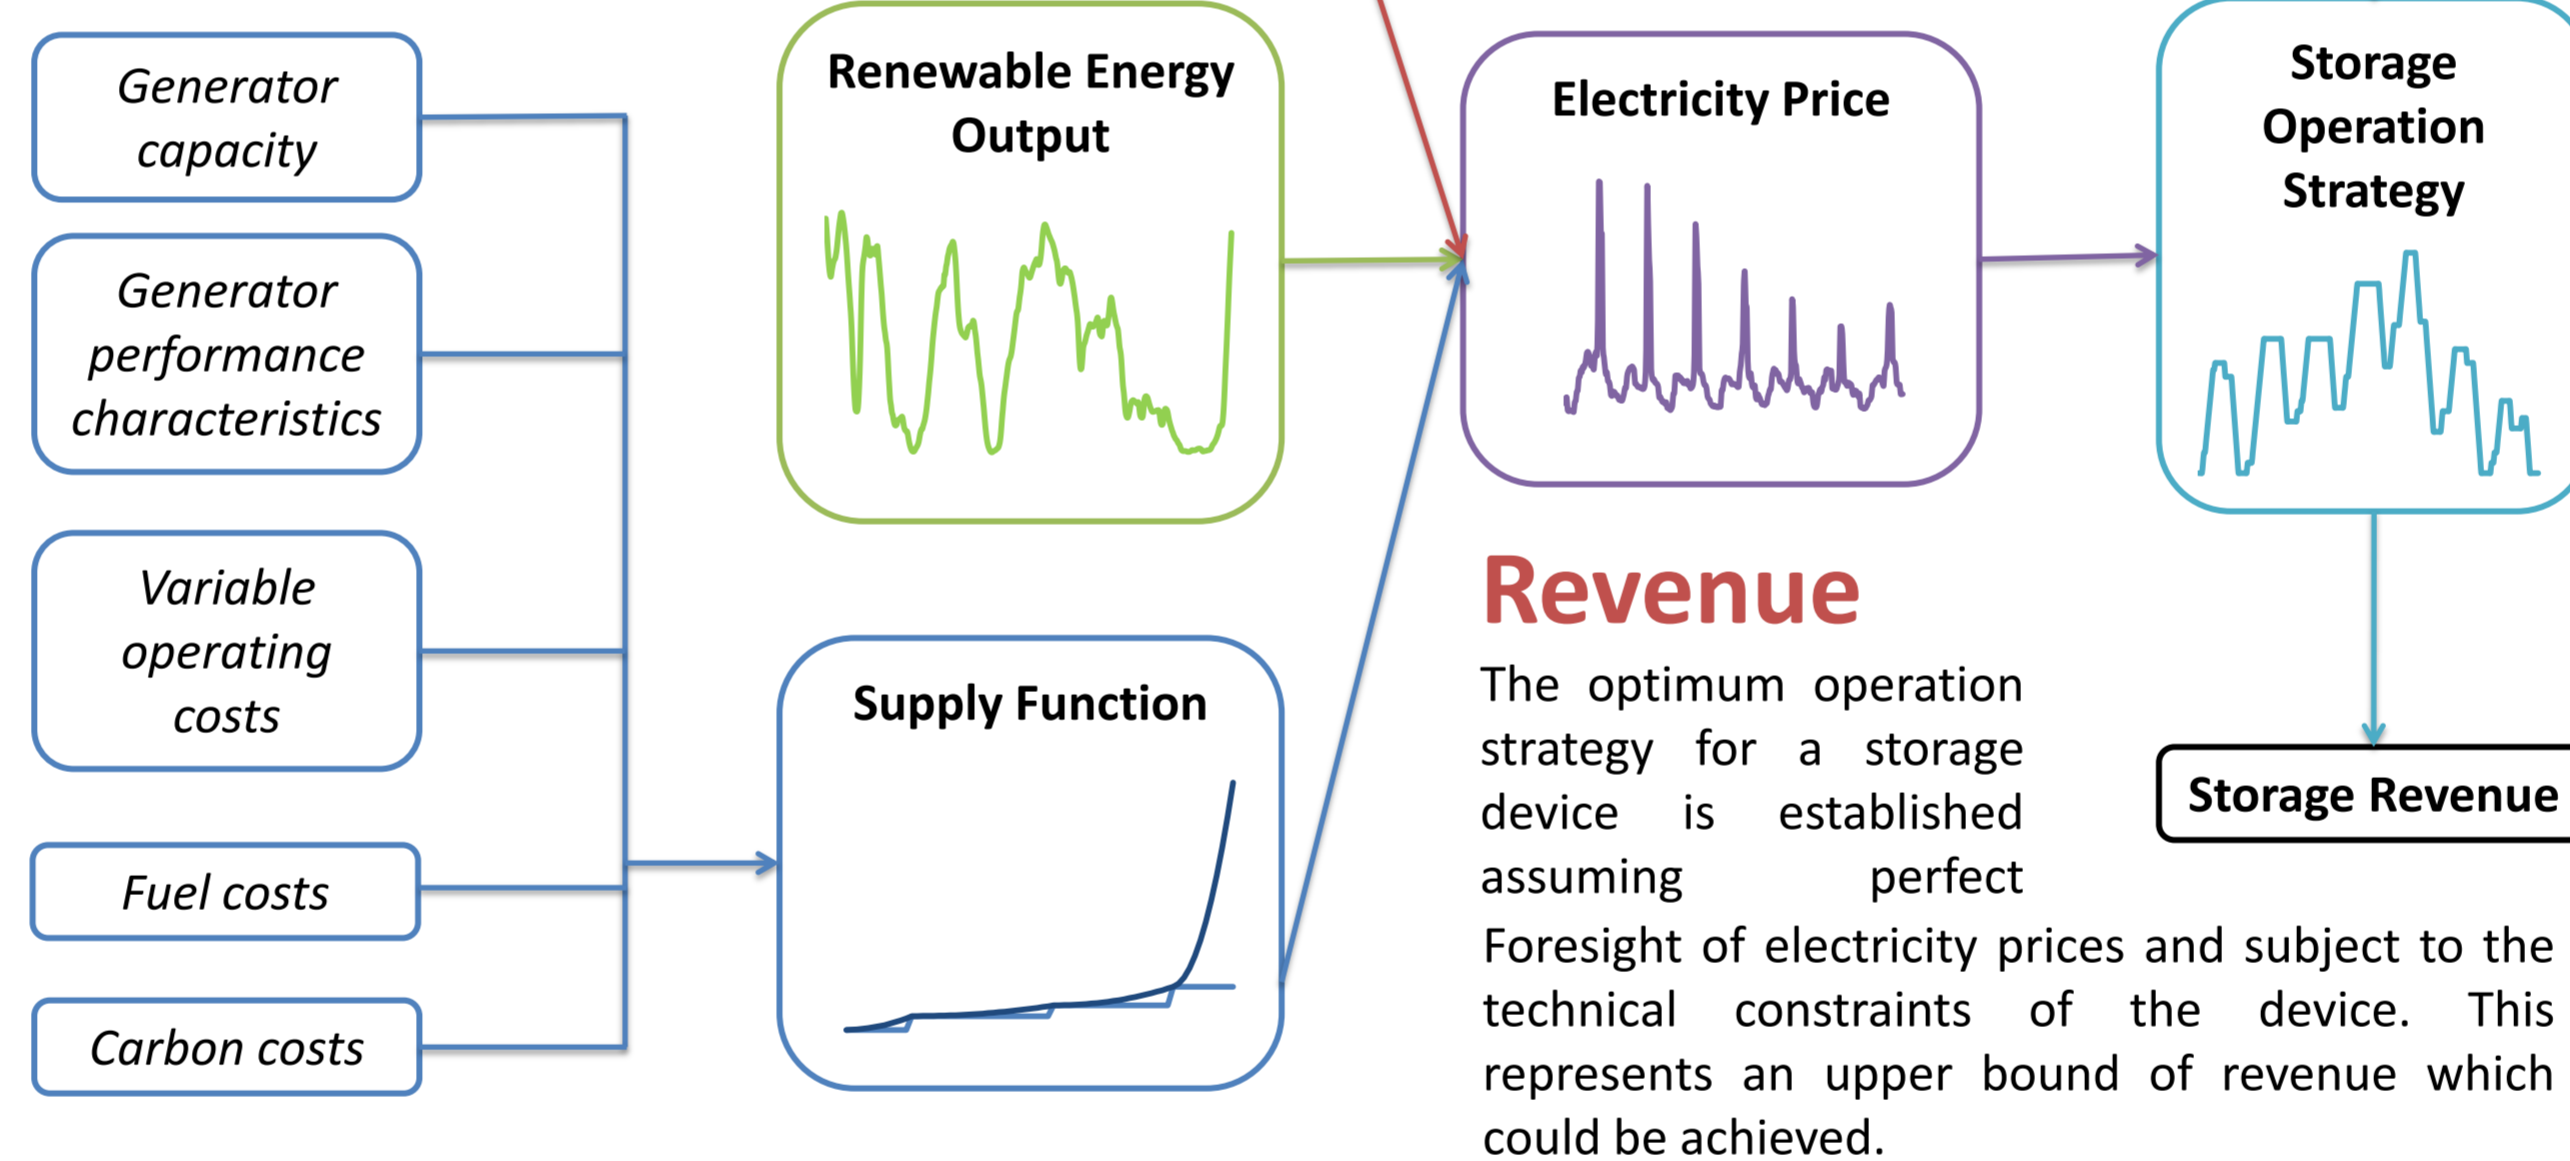 Generator
capacity
Generator
performance
characteristics
Variable
operating
costs
Fuel costs
Carbon costs
Renewable Energy
Output
Supply Function
Electricity Price
Storage
Operation
Strategy
Storage Revenue
Revenue
The optimum operation
strategy for a storage
device is established
assuming perfect
Foresight of electricity prices and subject to the
technical constraints of the device. This
represents an upper bound of revenue which
could be achieved.